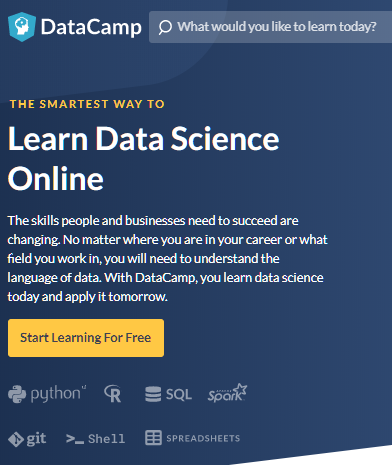 DataCamp
What would you like to learn today?
THE SMARTEST WAY TO
Learn Data Science
Online
The skills people and businesses need to succeed are
changing. No matter where you are in your career or what
field you work in, you will need to understand the
language of data. With DataCamp, you learn data science
today and apply it tomorrow.
Start Learning For Free
python R SQL Spark
git >_ Shell SPREADSHEETS